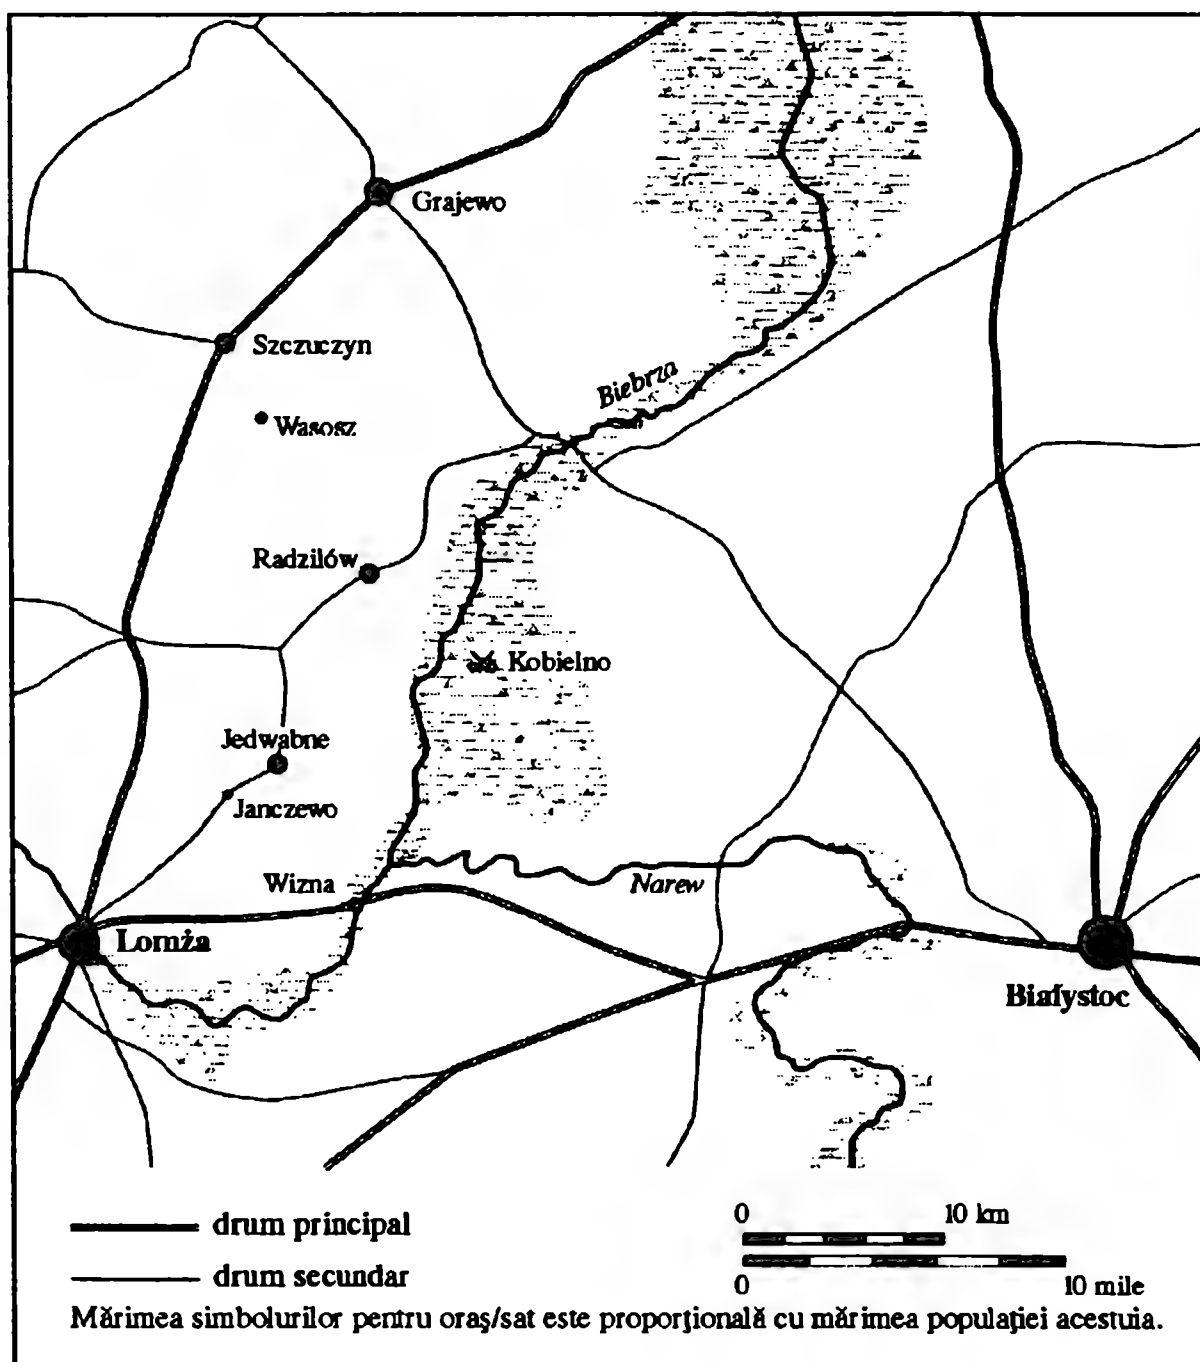 Grajewo
Szczuczyn
Biebrza
Wasosz
Radzilów
Kobielno
Jedwabne
Janczewo
Wizna
Narew
Lomża
Białystoc
drum principal
0 10 km
drum secundar
0 10 mile
Mărimea simbolurilor pentru oraş/sat este proporţională cu mărimea populaţiei acestuia.